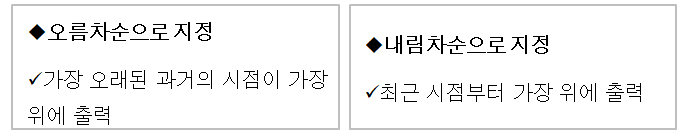 ◆오름차순으로 지정
✓가장 오래된 과거의 시점이 가장
위에 출력
◆내림차순으로 지정
✓최근 시점부터 가장 위에 출력